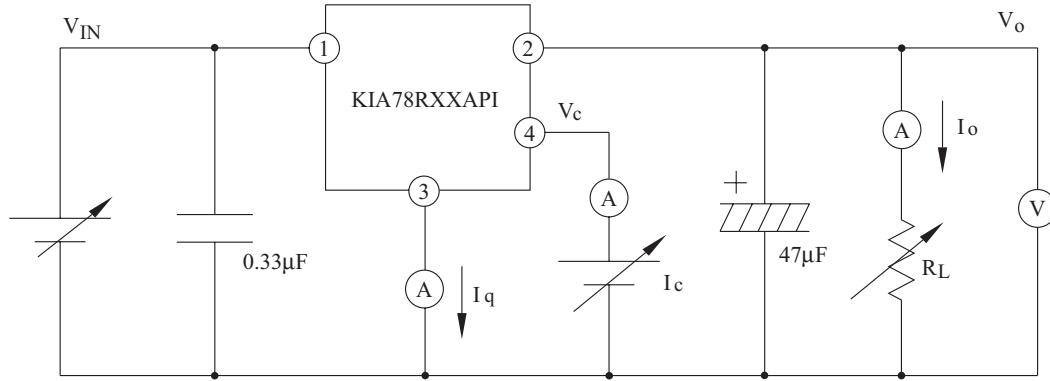 V_IN
V_o
1
2
KIA78RXXAPI
V_c
4
A
I_o
3
A
+
V
0.33μF
47μF
R_L
A
I_q
I_c